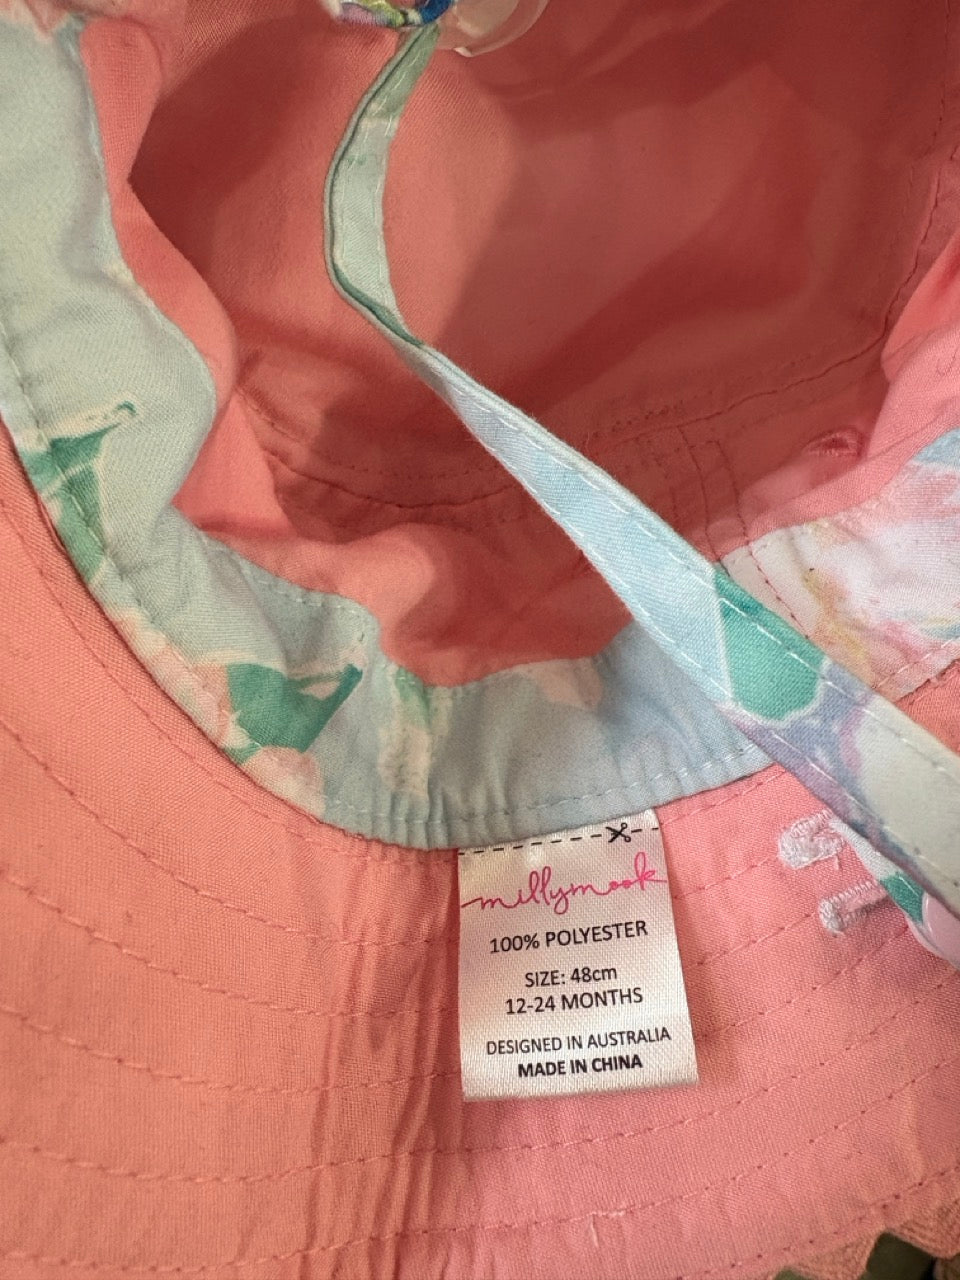 millymook
100% POLYESTER
SIZE: 48cm
12-24 MONTHS
DESIGNED IN AUSTRALIA
MADE IN CHINA